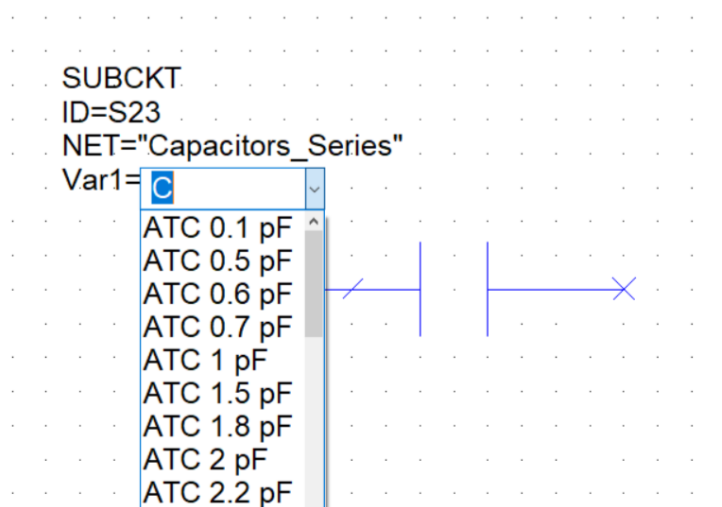 SUBCKT
ID=S23
NET="Capacitors_Series"
Var1= C
ATC 0.1 pF
ATC 0.5 pF
ATC 0.6 pF
ATC 0.7 pF
ATC 1 pF
ATC 1.5 pF
ATC 1.8 pF
ATC 2 pF
ATC 2.2 pF